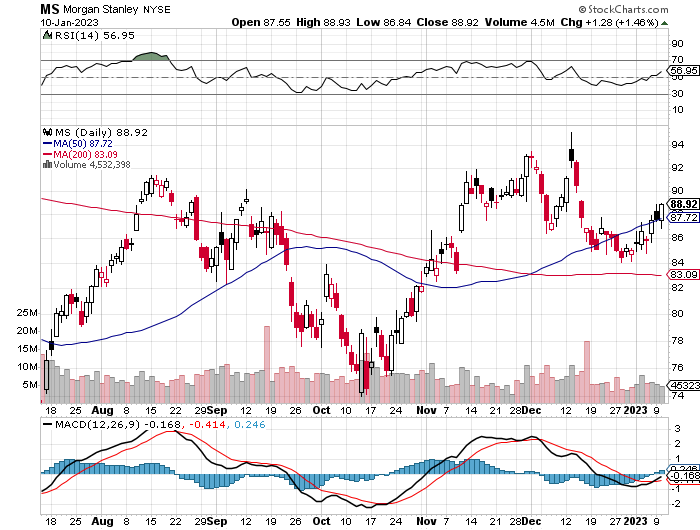 MS Morgan Stanley NYSE © StockCharts.com
10-Jan-2023 Open 87.55 High 88.93 Low 86.84 Close 88.92 Volume 4.5M Chg +1.28 (+1.46%)
RSI(14) 56.95
90
70
56.95
50
30
10
MS (Daily) 88.92
MA(50) 87.72
MA(200) 83.09
Volume 4,532,398
94
92
90
88.92
87.72
86
84
83.09
82
80
78
76
74
25M
20M
15M
10M
5M
18 25 Aug 8 15 22 29 Sep 12 19 26 Oct 10 17 24 Nov 7 14 21 28 Dec 12 19 27 2023 9
MACD(12,26,9) -0.168, -0.414, 0.246
3
2
1
0.246
-0.168
-1
-2
18 25 Aug 8 15 22 29 Sep 12 19 26 Oct 10 17 24 Nov 7 14 21 28 Dec 12 19 27 2023 9